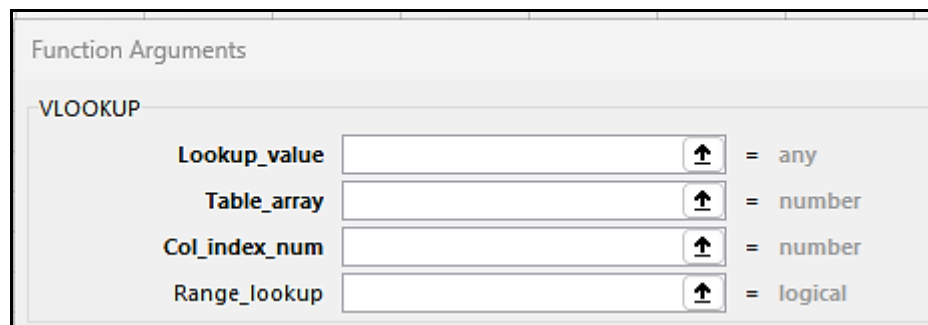 Function Arguments
VLOOKUP
Lookup_value = any
Table_array = number
Col_index_num = number
Range_lookup = logical